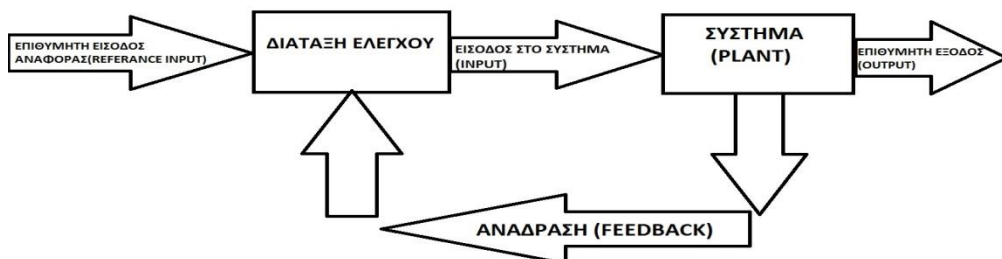 ΕΠΙΘΥΜΗΤΗ ΕΙΣΟΔΟΣ
ΑΝΑΦΟΡΑΣ(REFERANCE INPUT)
ΔΙΑΤΑΞΗ ΕΛΕΓΧΟΥ
ΕΙΣΟΔΟΣ ΣΤΟ ΣΥΣΤΗΜΑ
(INPUT)
ΣΥΣΤΗΜΑ
(PLANT)
ΕΠΙΘΥΜΗΤΗ ΕΞΟΔΟΣ
(OUTPUT)
ΑΝΑΔΡΑΣΗ (FEEDBACK)